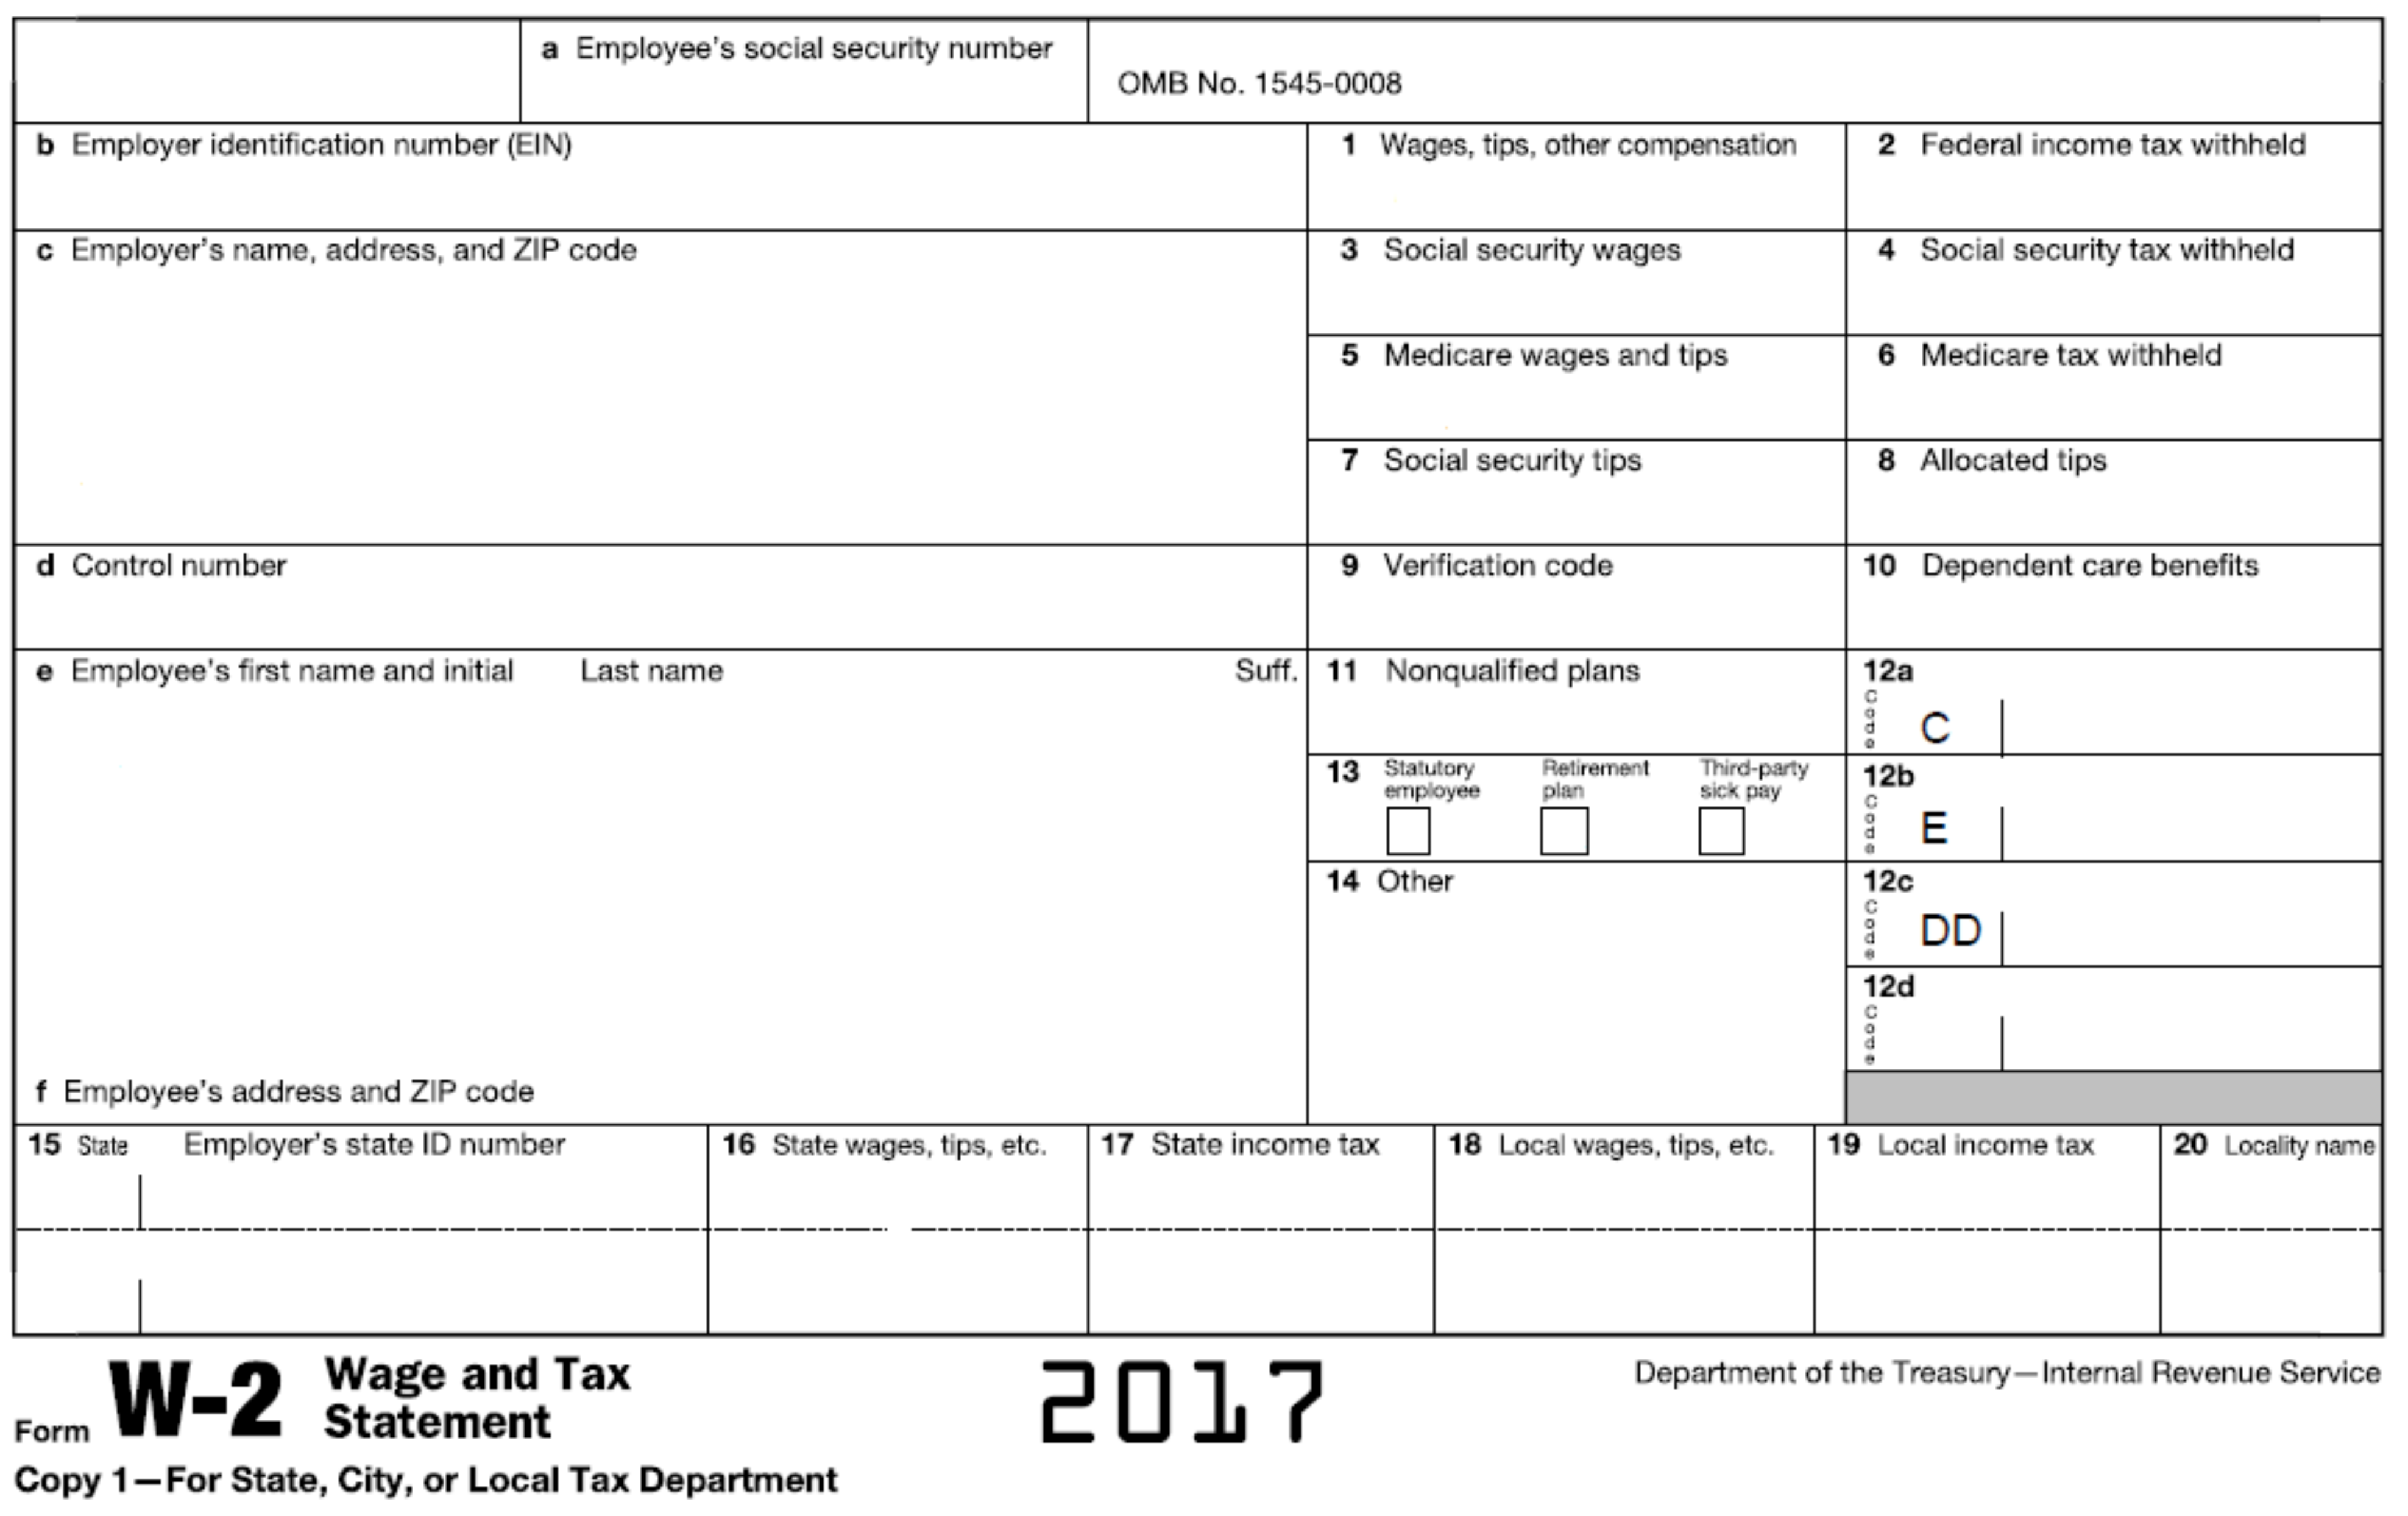 a Employee's social security number
OMB No. 1545-0008
b Employer identification number (EIN)
1 Wages, tips, other compensation
2 Federal income tax withheld
c Employer's name, address, and ZIP code
3 Social security wages
4 Social security tax withheld
5 Medicare wages and tips
6 Medicare tax withheld
7 Social security tips
8 Allocated tips
d Control number
9 Verification code
10 Dependent care benefits
e Employee's first name and initial Last name Suff.
11 Nonqualified plans
12a
Code C
13 Statutory employee
Retirement plan
Third-party sick pay
12b
Code E
14 Other
12c
Code DD
12d
Code
f Employee's address and ZIP code
15 State Employer's state ID number
16 State wages, tips, etc.
17 State income tax
18 Local wages, tips, etc.
19 Local income tax
20 Locality name
Form W-2 Wage and Tax Statement
2017
Department of the Treasury—Internal Revenue Service
Copy 1—For State, City, or Local Tax Department